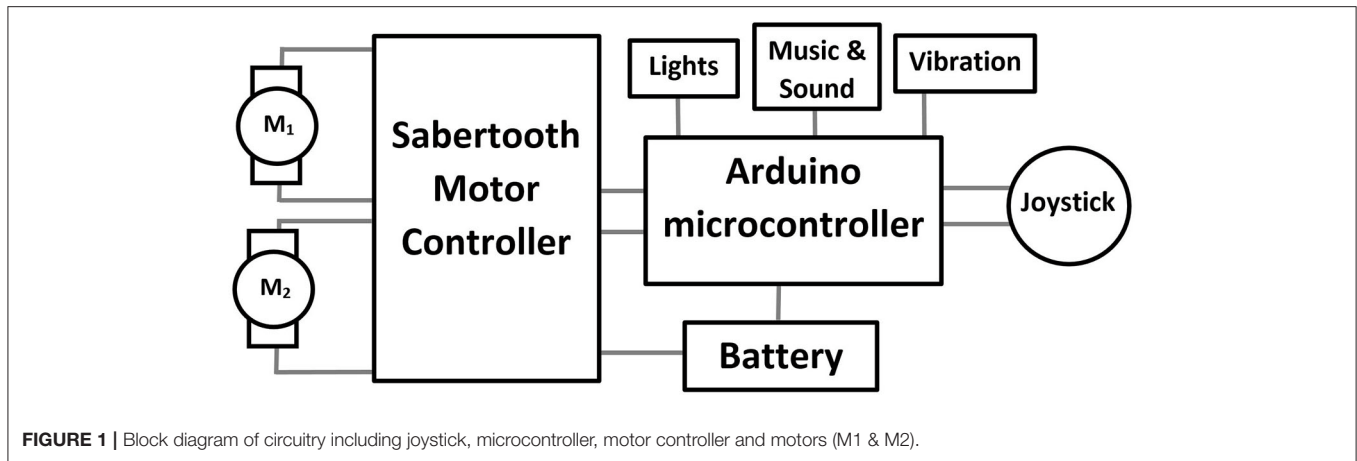 M₁
M₂
Sabertooth
Motor
Controller
Lights
Music &
Sound
Vibration
Arduino
microcontroller
Joystick
Battery
FIGURE 1 | Block diagram of circuitry including joystick, microcontroller, motor controller and motors (M1 & M2).